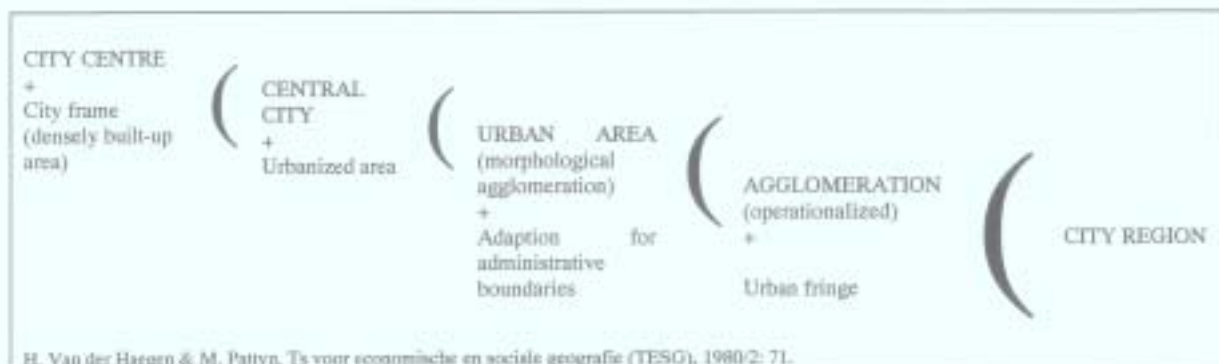 CITY CENTRE
+
City frame
(densely built-up
area)
CENTRAL
CITY
+
Urbanized area
URBAN AREA
(morphological
agglomeration)
+
Adaption for
administrative
boundaries
AGGLOMERATION
(operationalized)
+
Urban fringe
CITY REGION
H. Van der Haegen & M. Pattyn, Ts voor economische en sociale geografie (TESG), 1980/2: 71.